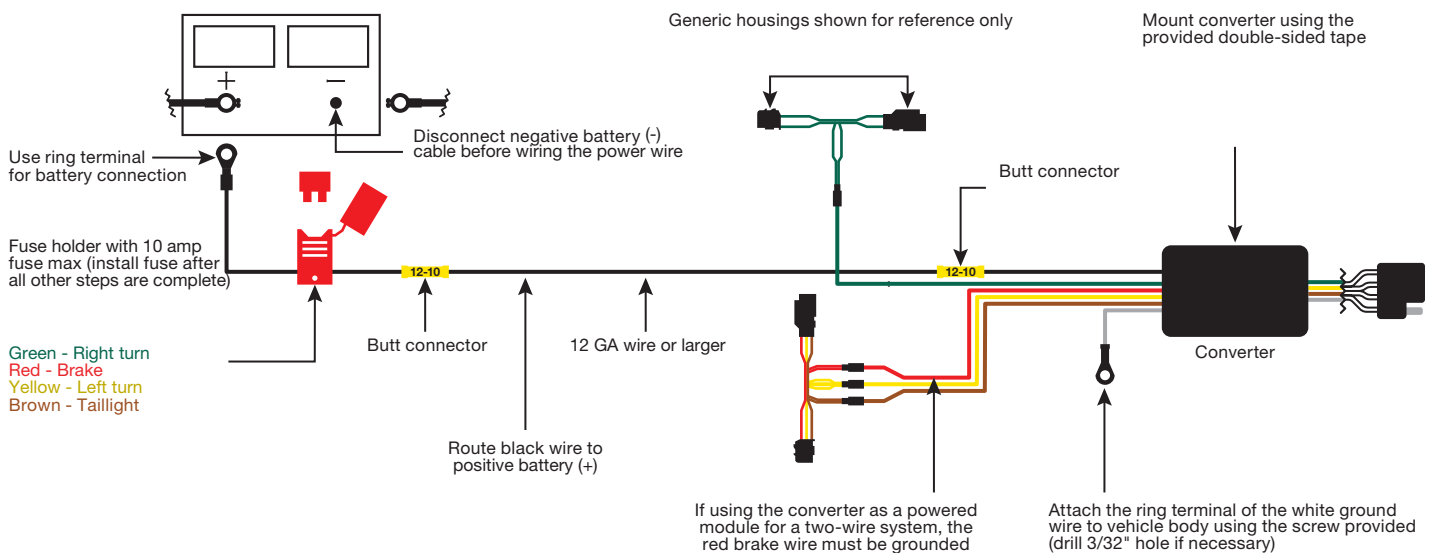 Generic housings shown for reference only
Mount converter using the
provided double-sided tape
+
−
Disconnect negative battery (-)
cable before wiring the power wire
Use ring terminal
for battery connection
Butt connector
Fuse holder with 10 amp
fuse max (install fuse after
all other steps are complete)
12-10
12-10
Green - Right turn
Red - Brake
Yellow - Left turn
Brown - Taillight
Butt connector
12 GA wire or larger
Converter
Route black wire to
positive battery (+)
If using the converter as a powered
module for a two-wire system, the
red brake wire must be grounded
Attach the ring terminal of the white ground
wire to vehicle body using the screw provided
(drill 3/32" hole if necessary)